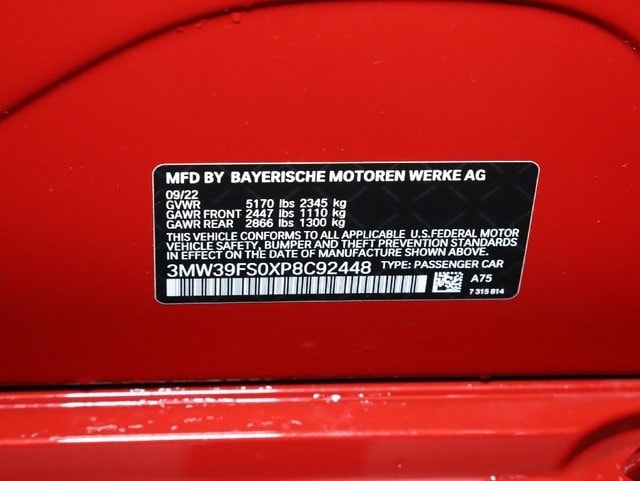 MFD BY BAYERISCHE MOTOREN WERKE AG
09/22
GVWR 5170 lbs 2345 kg
GAWR FRONT 2447 lbs 1110 kg
GAWR REAR 2866 lbs 1300 kg
THIS VEHICLE CONFORMS TO ALL APPLICABLE U.S.FEDERAL MOTOR
VEHICLE SAFETY, BUMPER AND THEFT PREVENTION STANDARDS
IN EFFECT ON THE DATE OF MANUFACTURE SHOWN ABOVE.
3MW39FS0XP8C92448 TYPE: PASSENGER CAR
A75
7 315 814